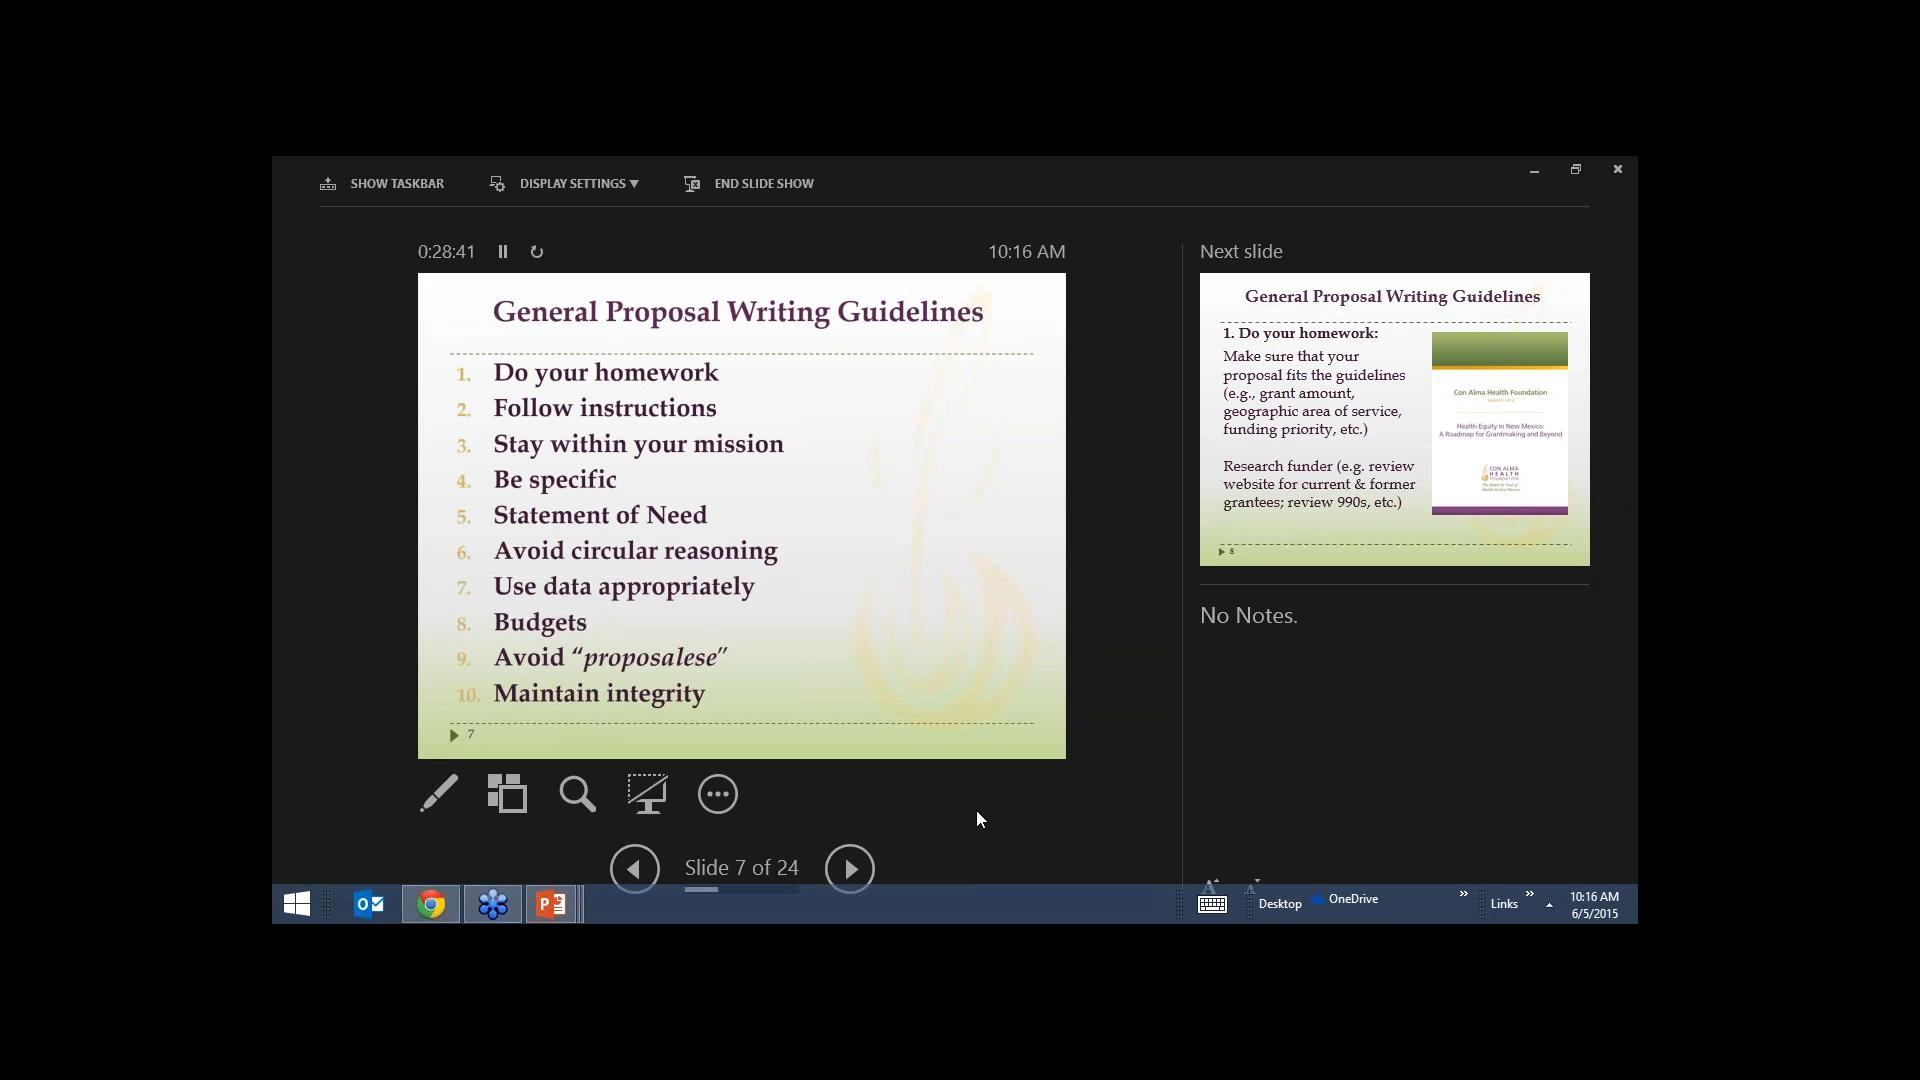 SHOW TASKBAR
DISPLAY SETTINGS ▼
END SLIDE SHOW
0:28:41
10:16 AM
General Proposal Writing Guidelines
1. Do your homework
2. Follow instructions
3. Stay within your mission
4. Be specific
5. Statement of Need
6. Avoid circular reasoning
7. Use data appropriately
8. Budgets
9. Avoid “proposalese”
10. Maintain integrity
7
Slide 7 of 24
Next slide
General Proposal Writing Guidelines
1. Do your homework:
Make sure that your
proposal fits the guidelines
(e.g., grant amount,
geographic area of service,
funding priority, etc.)
Research funder (e.g. review
website for current & former
grantees; review 990s, etc.)
Con Alma Health Foundation
Health Equity in New Mexico:
A Roadmap for Grantmaking and Beyond
CON ALMA
HEALTH
FOUNDATION
8
No Notes.
Desktop
OneDrive
»
Links
»
10:16 AM
6/5/2015